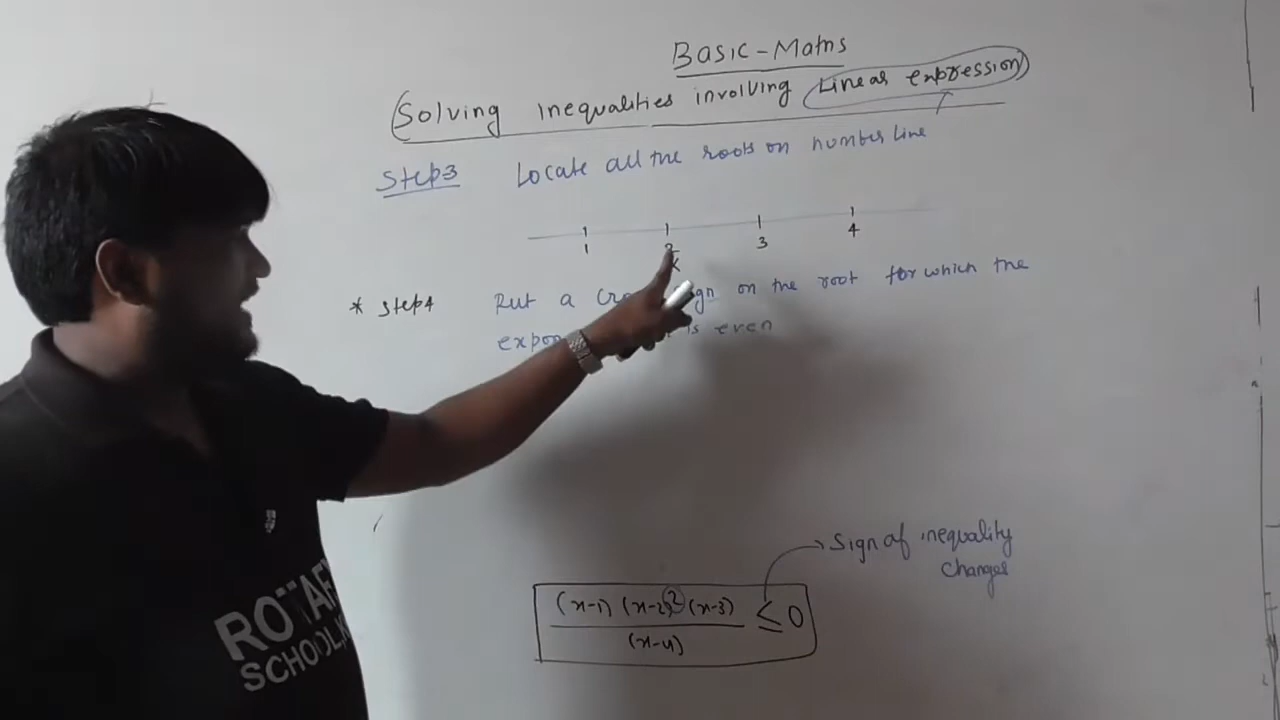 Basic-Maths
(Solving inequalities involving (Linear expression)
Step3 Locate all the roots on number line
1 2 3 4
x
* Step4 Put a sign on the root for which the
is even
Sign of inequality
changes
(x-1) (x-2)² (x-3)
≤ 0
(x-4)
ROTTAF
SCHOOL.